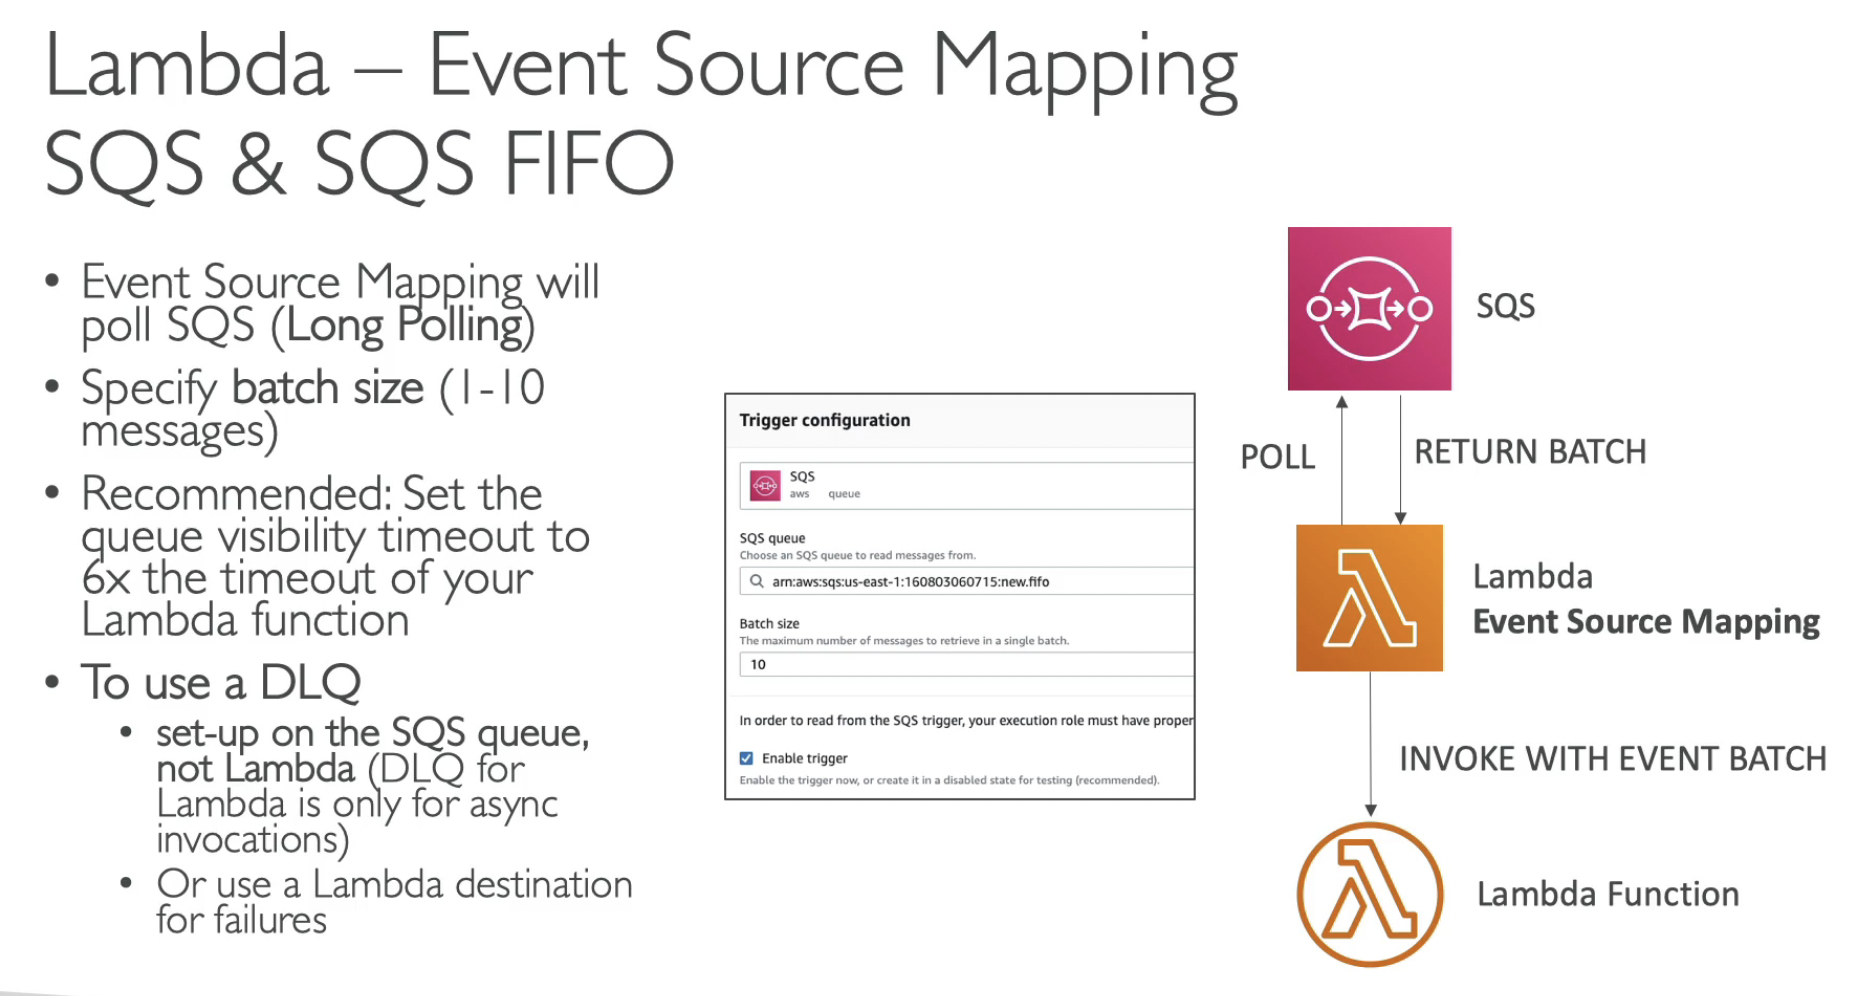 Lambda – Event Source Mapping
SQS & SQS FIFO
• Event Source Mapping will
poll SQS (Long Polling)
• Specify batch size (1-10
messages)
• Recommended: Set the
queue visibility timeout to
6x the timeout of your
Lambda function
• To use a DLQ
• set-up on the SQS queue,
not Lambda (DLQ for
Lambda is only for async
invocations)
• Or use a Lambda destination
for failures
Trigger configuration
SQS
aws queue
SQS queue
Choose an SQS queue to read messages from.
arn:aws:sqs:us-east-1:160803060715:new.fifo
Batch size
The maximum number of messages to retrieve in a single batch.
10
In order to read from the SQS trigger, your execution role must have proper
Enable trigger
Enable the trigger now, or create it in a disabled state for testing (recommended).
SQS
POLL
RETURN BATCH
Lambda
Event Source Mapping
INVOKE WITH EVENT BATCH
Lambda Function